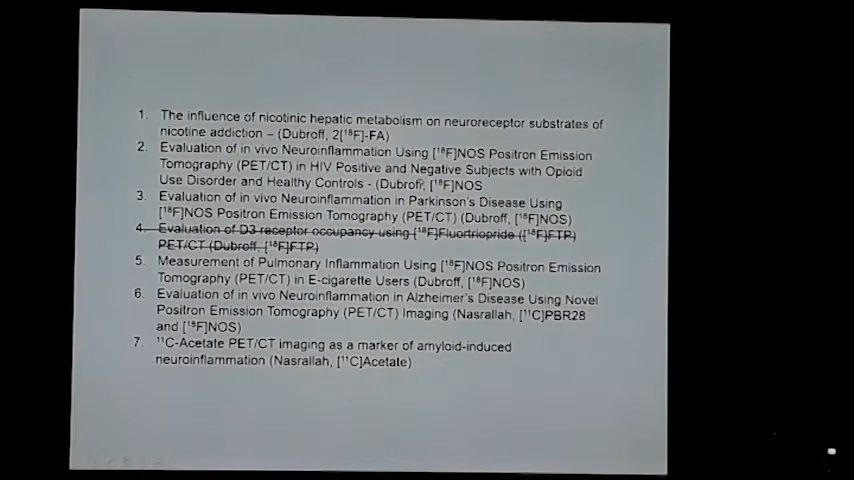 1. The influence of nicotinic hepatic metabolism on neuroreceptor substrates of
nicotine addiction – (Dubroff, 2[¹⁸F]-FA)
2. Evaluation of in vivo Neuroinflammation Using [¹⁸F]NOS Positron Emission
Tomography (PET/CT) in HIV Positive and Negative Subjects with Opioid
Use Disorder and Healthy Controls - (Dubroff, [¹⁸F]NOS
3. Evaluation of in vivo Neuroinflammation in Parkinson's Disease Using
[¹⁸F]NOS Positron Emission Tomography (PET/CT) (Dubroff, [¹⁸F]NOS)
4. Evaluation of D3 receptor occupancy using [¹⁸F]Fluortriopride ([¹⁸F]FTP)
PET/CT (Dubroff, [¹⁸F]FTP)
5. Measurement of Pulmonary Inflammation Using [¹⁸F]NOS Positron Emission
Tomography (PET/CT) in E-cigarette Users (Dubroff, [¹⁸F]NOS)
6. Evaluation of in vivo Neuroinflammation in Alzheimer's Disease Using Novel
Positron Emission Tomography (PET/CT) Imaging (Nasrallah, [¹¹C]PBR28
and [¹⁸F]NOS)
7. ¹¹C-Acetate PET/CT imaging as a marker of amyloid-induced
neuroinflammation (Nasrallah, [¹¹C]Acetate)